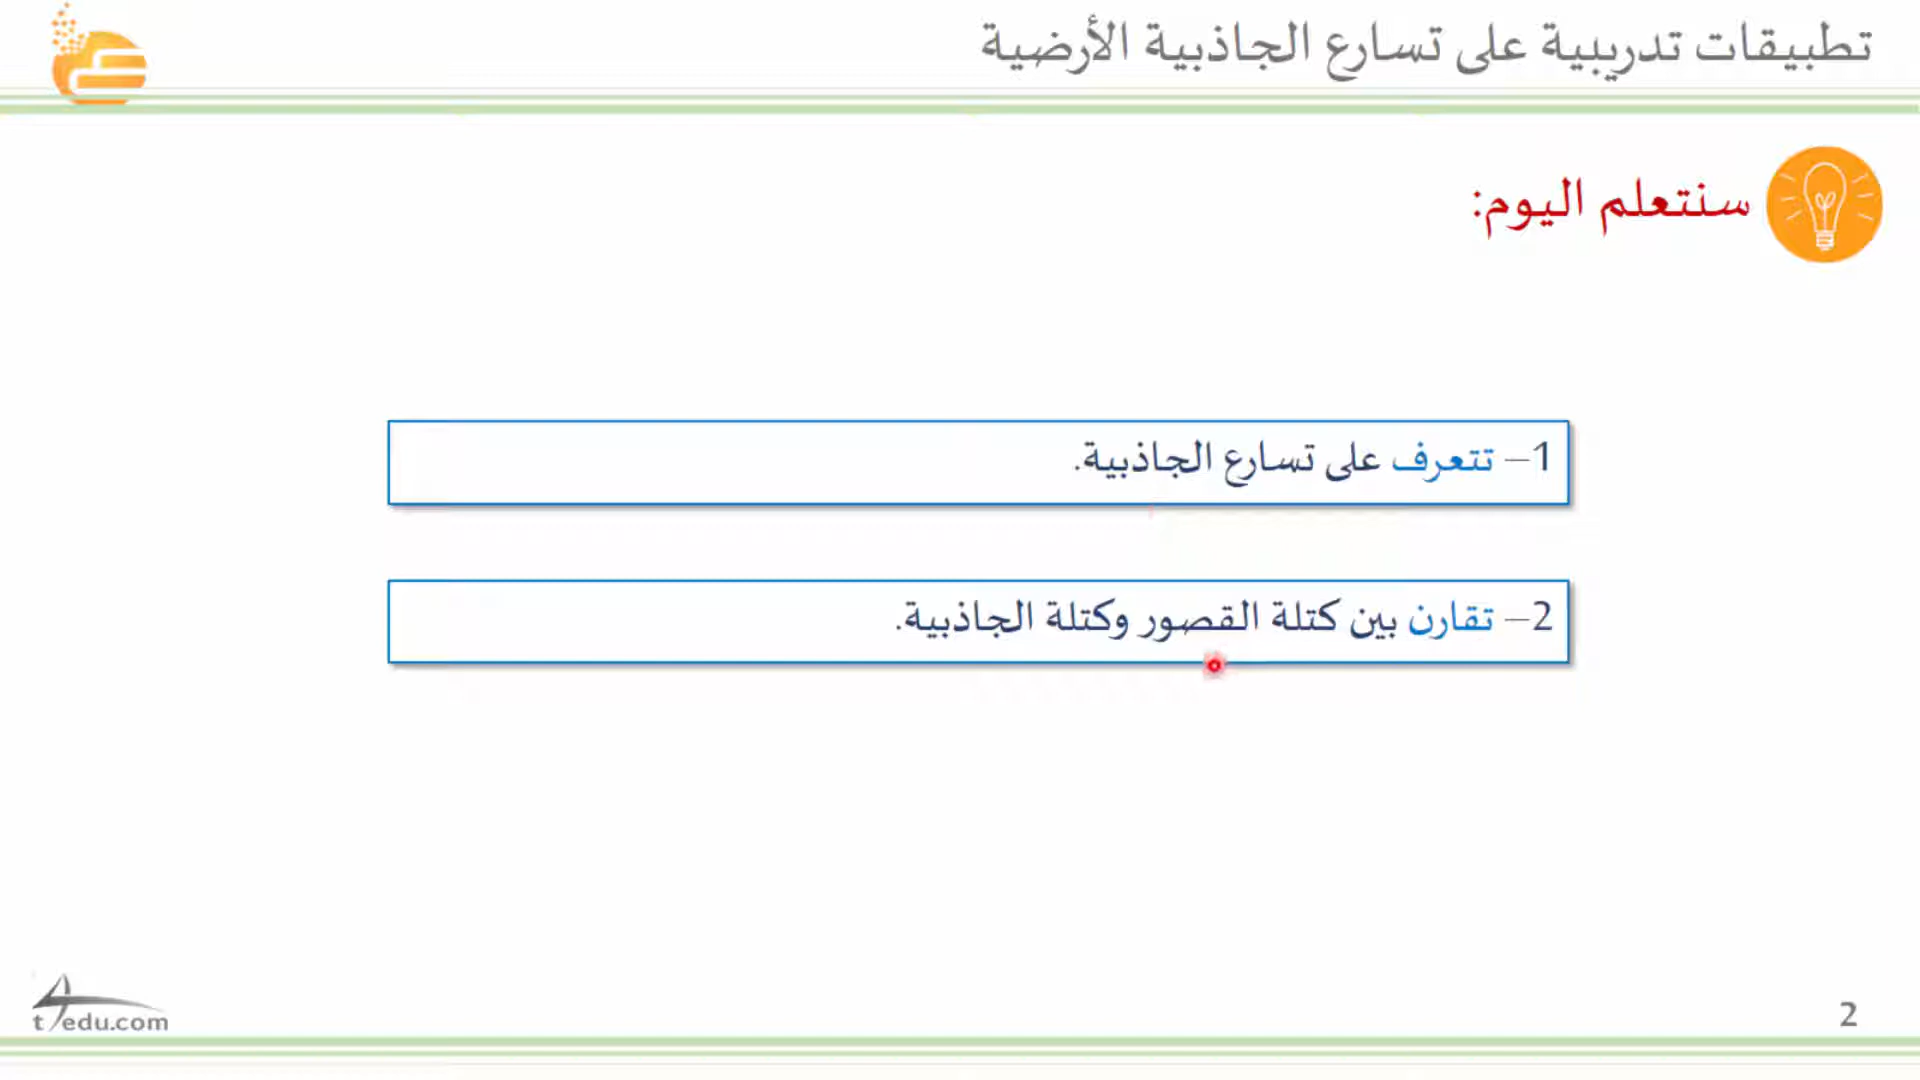 تطبيقات تدريبية على تسارع الجاذبية الأرضية
سنتعلم اليوم:
1– تتعرف على تسارع الجاذبية.
2– تقارن بين كتلة القصور وكتلة الجاذبية.
t4edu.com
2